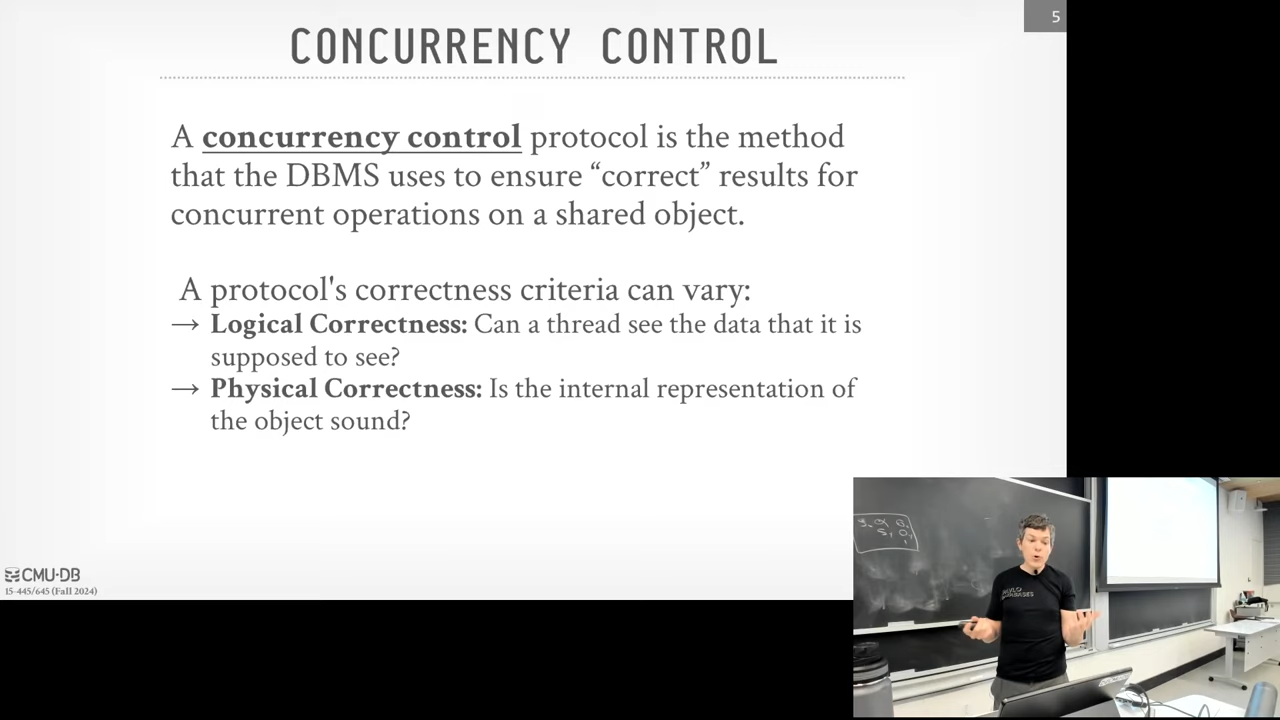 5
CONCURRENCY CONTROL
A concurrency control protocol is the method
that the DBMS uses to ensure “correct” results for
concurrent operations on a shared object.
A protocol's correctness criteria can vary:
→ Logical Correctness: Can a thread see the data that it is
supposed to see?
→ Physical Correctness: Is the internal representation of
the object sound?
CMU·DB
15-445/645 (Fall 2024)
DATABASES